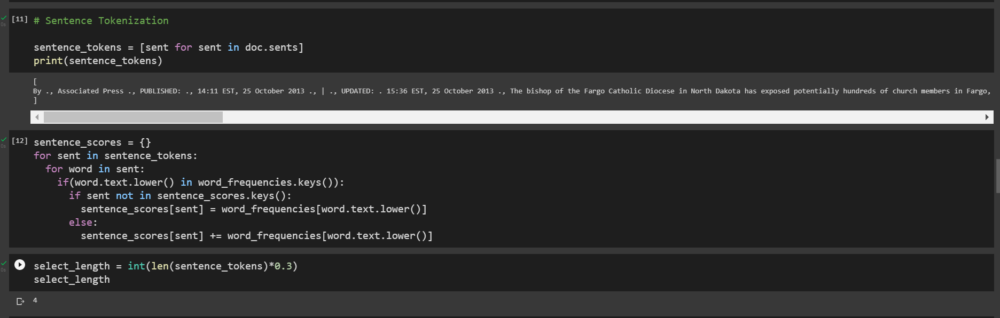 [11] # Sentence Tokenization
0s
sentence_tokens = [sent for sent in doc.sents]
print(sentence_tokens)
[
By ., Associated Press ., PUBLISHED: ., 14:11 EST, 25 October 2013 ., | ., UPDATED: . 15:36 EST, 25 October 2013 ., The bishop of the Fargo Catholic Diocese in North Dakota has exposed potentially hundreds of church members in Fargo,
]
[12] sentence_scores = {}
0s
for sent in sentence_tokens:
  for word in sent:
    if(word.text.lower() in word_frequencies.keys()):
      if sent not in sentence_scores.keys():
        sentence_scores[sent] = word_frequencies[word.text.lower()]
      else:
        sentence_scores[sent] += word_frequencies[word.text.lower()]
select_length = int(len(sentence_tokens)*0.3)
0s
select_length
4